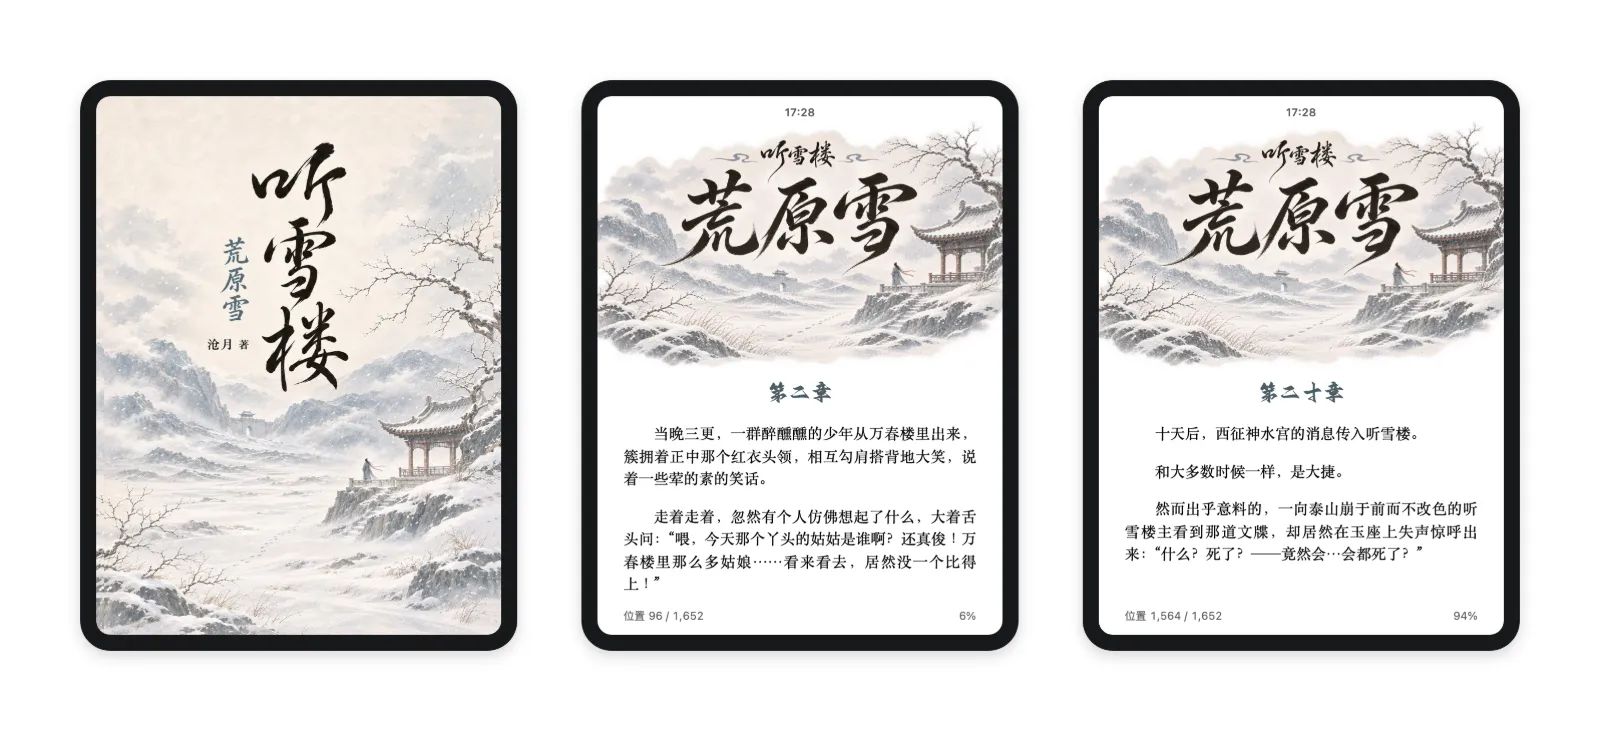 听雪楼
荒原雪
沧月 著
17:28
听雪楼
荒原雪
第二章
当晚三更，一群醉醺醺的少年从万春楼里出来，
簇拥着正中那个红衣头领，相互勾肩搭背地大笑，说
着一些荤的素的笑话。
走着走着，忽然有个人仿佛想起了什么，大着舌
头问：“喂，今天那个丫头的姑姑是谁啊？还真俊！万
春楼里那么多姑娘……看来看去，居然没一个比得
上！”
位置 96 / 1,652
6%
17:28
听雪楼
荒原雪
第二十章
十天后，西征神水宫的消息传入听雪楼。
和大多数时候一样，是大捷。
然而出乎意料的，一向泰山崩于前而不改色的听
雪楼主看到那道文牒，却居然在玉座上失声惊呼出
来：“什么？死了？——竟然会…会都死了？”
位置 1,564 / 1,652
94%